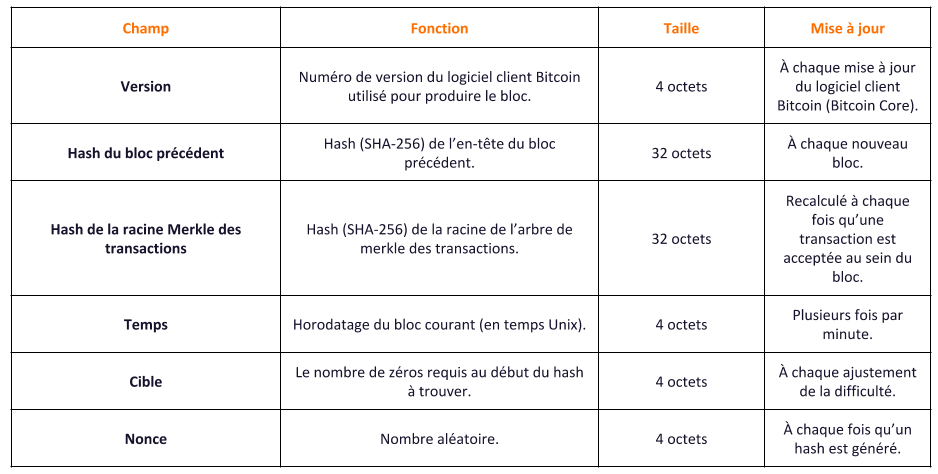 Champ
Fonction
Taille
Mise à jour
Version
Numéro de version du logiciel client Bitcoin
utilisé pour produire le bloc.
4 octets
À chaque mise à jour
du logiciel client
Bitcoin (Bitcoin Core).
Hash du bloc précédent
Hash (SHA-256) de l'en-tête du bloc
précédent.
32 octets
À chaque nouveau
bloc.
Hash de la racine Merkle des
transactions
Hash (SHA-256) de la racine de l'arbre de
merkle des transactions.
32 octets
Recalculé à chaque
fois qu'une
transaction est
acceptée au sein du
bloc.
Temps
Horodatage du bloc courant (en temps Unix).
4 octets
Plusieurs fois par
minute.
Cible
Le nombre de zéros requis au début du hash
à trouver.
4 octets
À chaque ajustement
de la difficulté.
Nonce
Nombre aléatoire.
4 octets
À chaque fois qu'un
hash est généré.